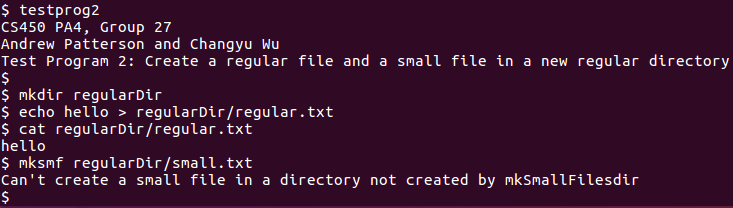 $ testprog2
CS450 PA4, Group 27
Andrew Patterson and Changyu Wu
Test Program 2: Create a regular file and a small file in a new regular directory
$
$ mkdir regularDir
$ echo hello > regularDir/regular.txt
$ cat regularDir/regular.txt
hello
$ mksmf regularDir/small.txt
Can't create a small file in a directory not created by mkSmallFilesdir
$